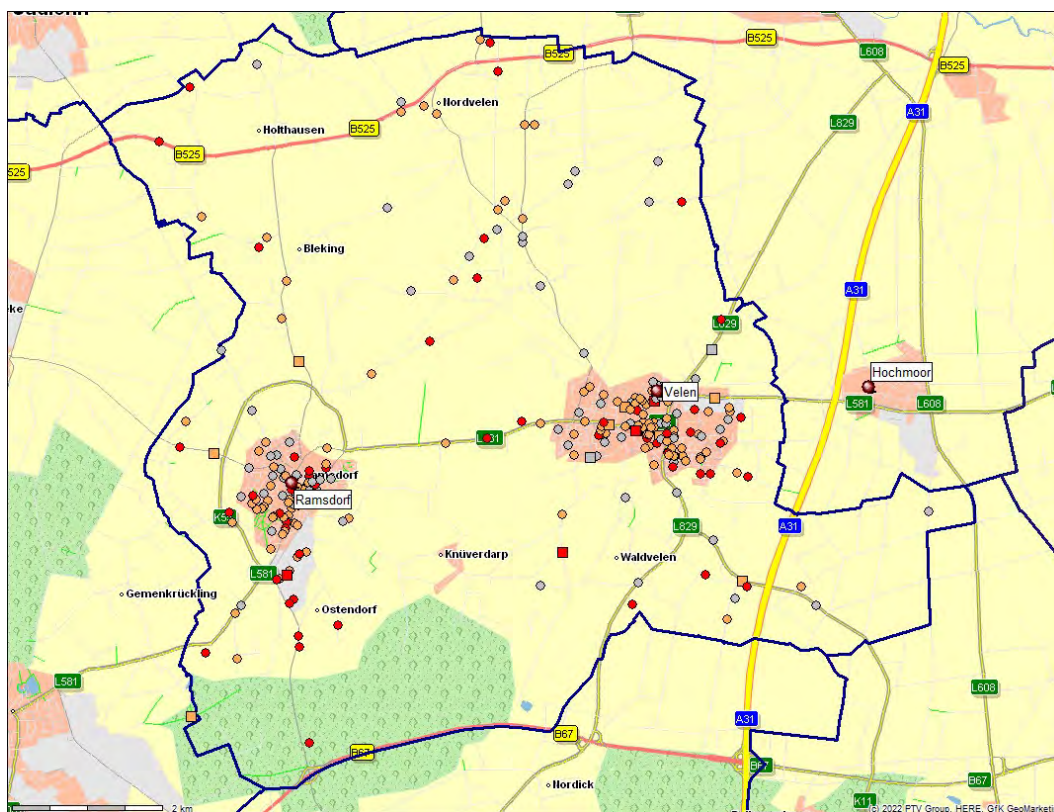 B525
B525
L608
B525
A31
L829
Nordvelen
Holthausen
B525
B525
B525
Bleking
A31
L829
Hochmoor
Velen
L581
L608
Ramsdorf
L581
Knüverdarp
L829
A31
Waldvelen
Gemenkrückling
Ostendorf
L581
L608
A31
B67
B67
B67
Nordick
K11
2 km
(c) 2022 PTV Group, HERE, GfK GeoMarketi